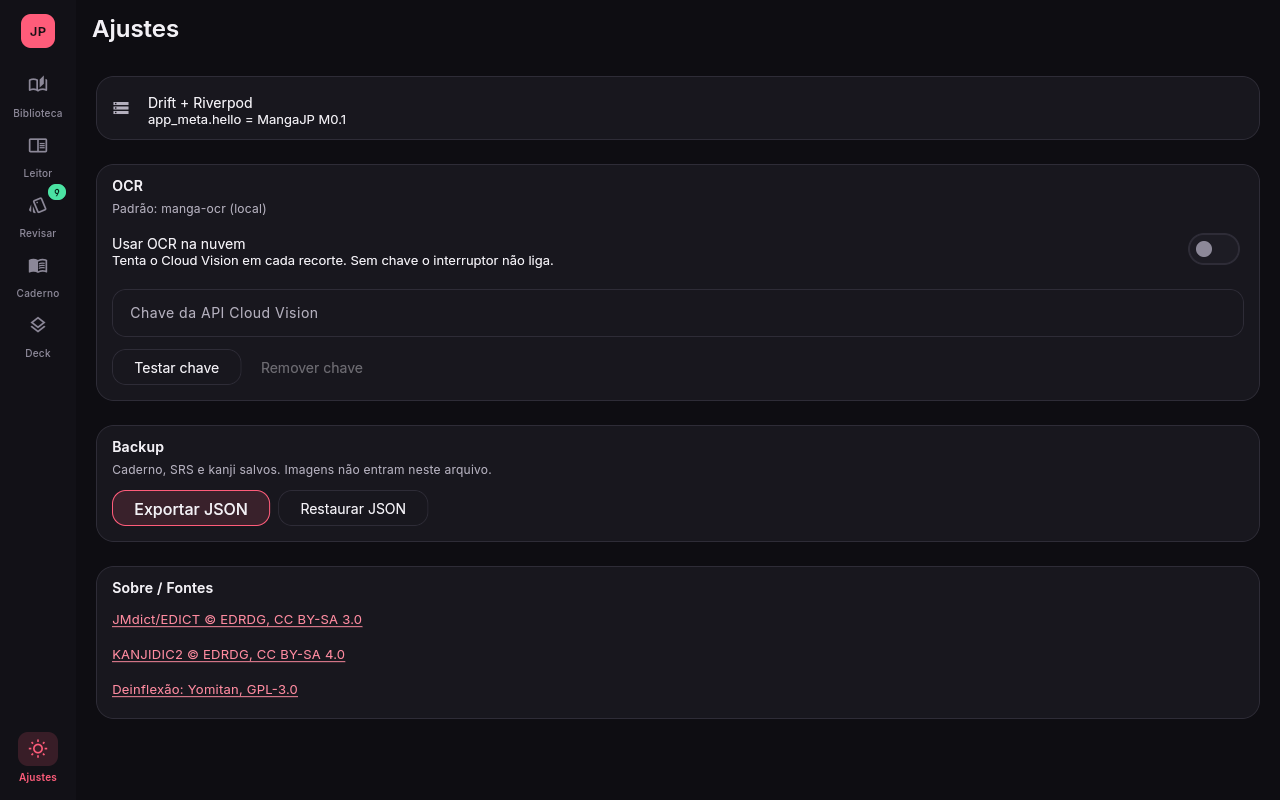 JP
Biblioteca
Leitor
9
Revisar
Caderno
Deck
Ajustes
Ajustes
Drift + Riverpod
app_meta.hello = MangaJP M0.1
OCR
Padrão: manga-ocr (local)
Usar OCR na nuvem
Tenta o Cloud Vision em cada recorte. Sem chave o interruptor não liga.
Chave da API Cloud Vision
Testar chave
Remover chave
Backup
Caderno, SRS e kanji salvos. Imagens não entram neste arquivo.
Exportar JSON
Restaurar JSON
Sobre / Fontes
JMdict/EDICT © EDRDG, CC BY-SA 3.0
KANJIDIC2 © EDRDG, CC BY-SA 4.0
Deinflexão: Yomitan, GPL-3.0